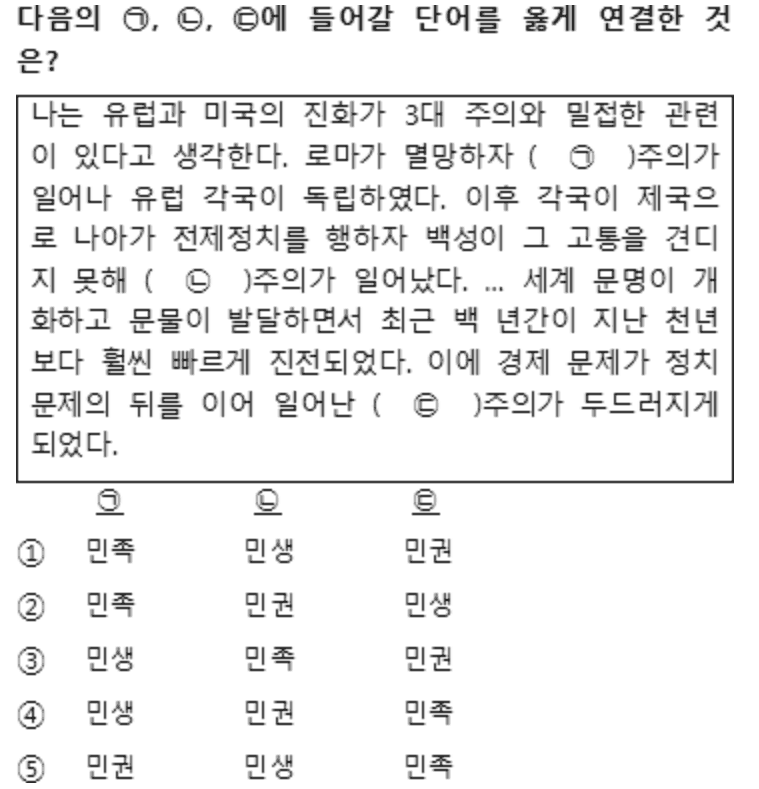 다음의 ㉠, ㉡, ㉢에 들어갈 단어를 옳게 연결한 것
은?
나는 유럽과 미국의 진화가 3대 주의와 밀접한 관련
이 있다고 생각한다. 로마가 멸망하자 ( ㉠ )주의가
일어나 유럽 각국이 독립하였다. 이후 각국이 제국으
로 나아가 전제정치를 행하자 백성이 그 고통을 견디
지 못해 ( ㉡ )주의가 일어났다. ... 세계 문명이 개
화하고 문물이 발달하면서 최근 백 년간이 지난 천년
보다 훨씬 빠르게 진전되었다. 이에 경제 문제가 정치
문제의 뒤를 이어 일어난 ( ㉢ )주의가 두드러지게
되었다.
㉠ ㉡ ㉢
① 민족 민생 민권
② 민족 민권 민생
③ 민생 민족 민권
④ 민생 민권 민족
⑤ 민권 민생 민족